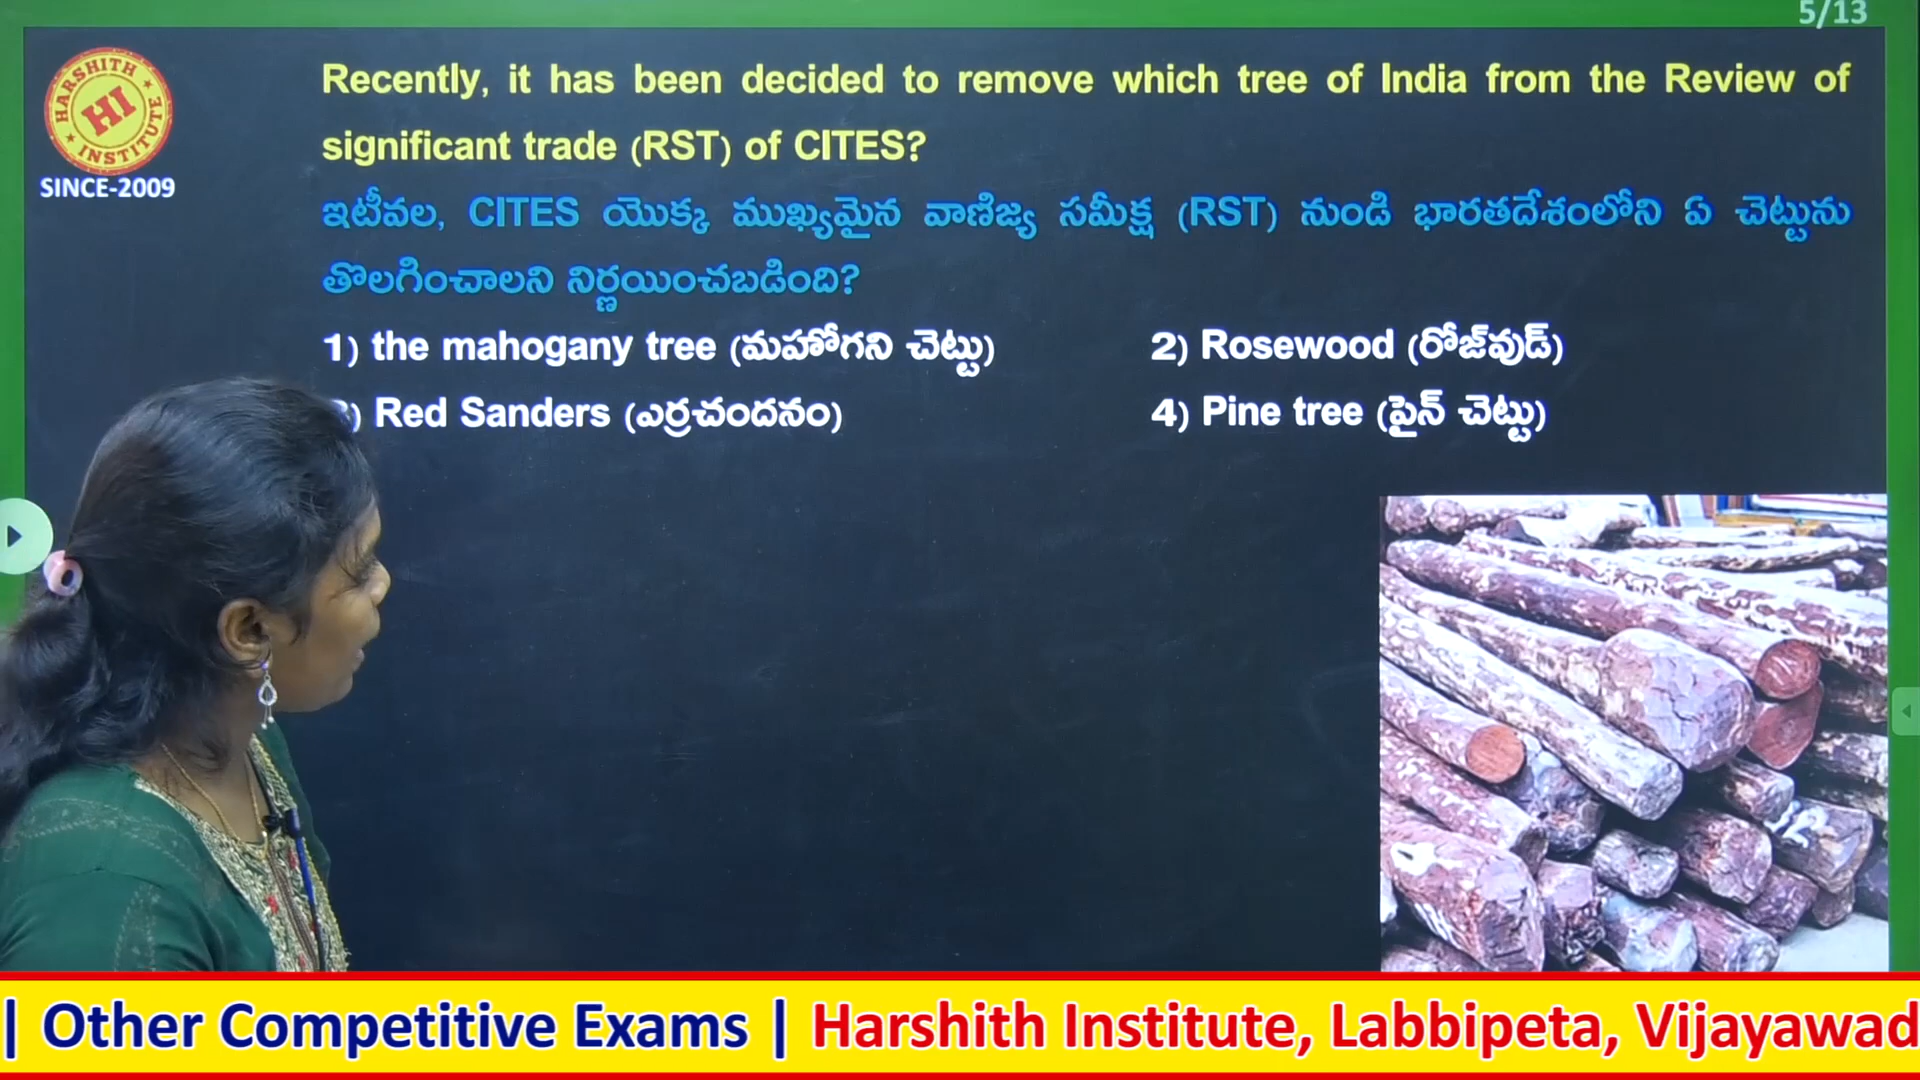 5/13
HARSHITH
HI
INSTITUTE
SINCE-2009
Recently, it has been decided to remove which tree of India from the Review of
significant trade (RST) of CITES?
ఇటీవల, CITES యొక్క ముఖ్యమైన వాణిజ్య సమీక్ష (RST) నుండి భారతదేశంలోని ఏ చెట్టును
తొలగించాలని నిర్ణయించబడింది?
1) the mahogany tree (మహోగని చెట్టు) 2) Rosewood (రోజ్‌వుడ్)
) Red Sanders (ఎర్రచందనం) 4) Pine tree (పైన్ చెట్టు)
| Other Competitive Exams | Harshith Institute, Labbipeta, Vijayawad